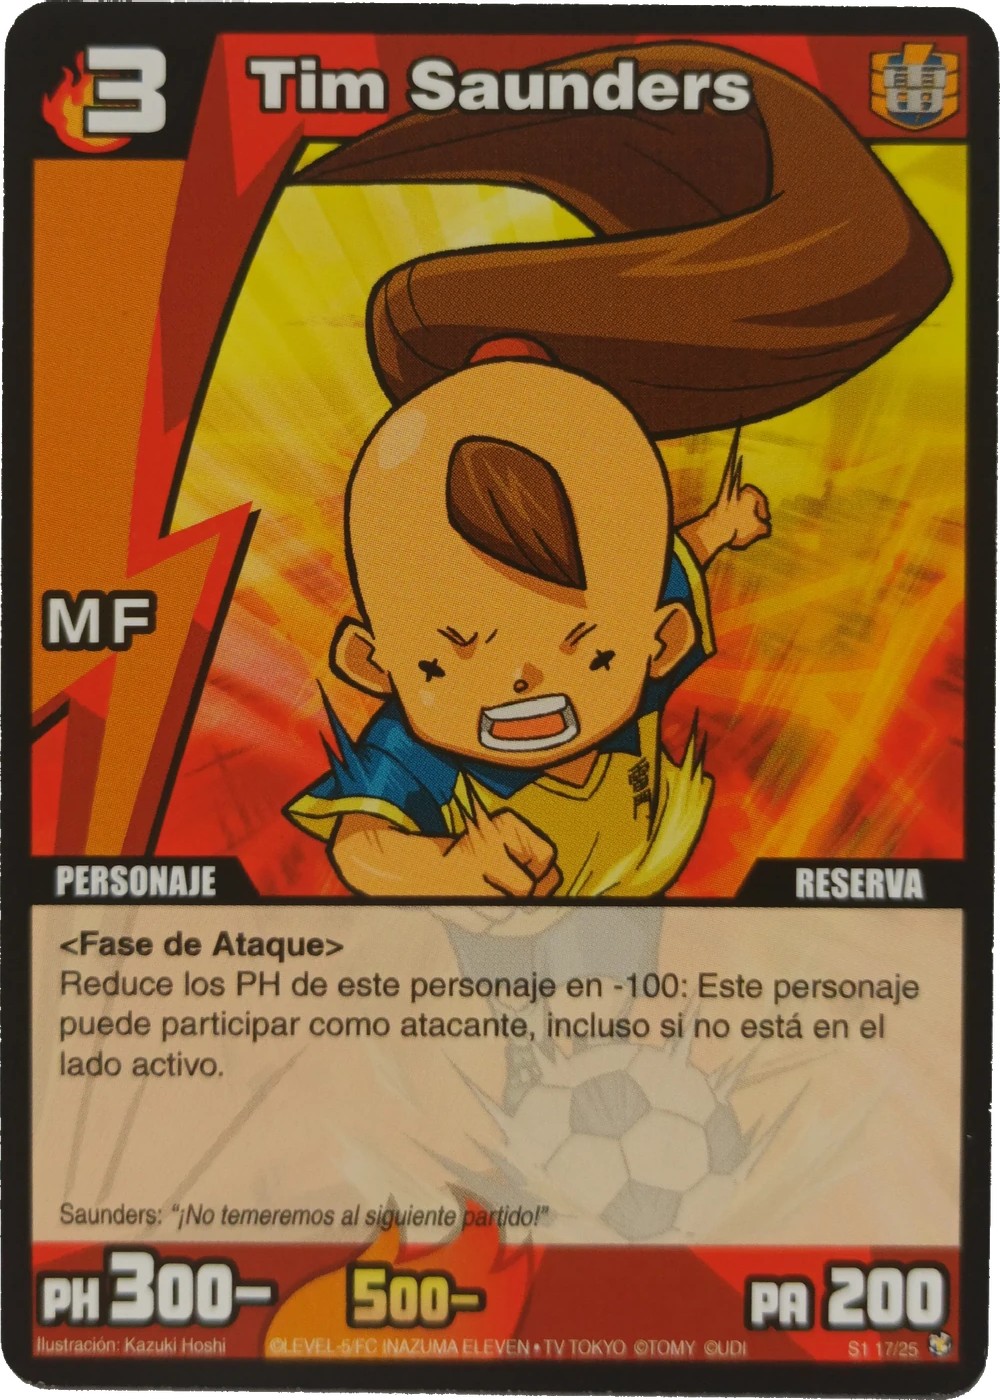 3
Tim Saunders
MF
雷門
PERSONAJE
RESERVA
<Fase de Ataque>
Reduce los PH de este personaje en -100: Este personaje
puede participar como atacante, incluso si no está en el
lado activo.
Saunders: "¡No temeremos al siguiente partido!"
PH 300-
500-
PA 200
Ilustración: Kazuki Hoshi
©LEVEL-5/FC INAZUMA ELEVEN • TV TOKYO ©TOMY ©UDI
S1 17/25